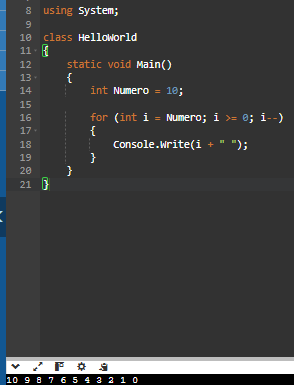 8 using System;
9
10 class HelloWorld
11 {
12 static void Main()
13 {
14 int Numero = 10;
15
16 for (int i = Numero; i >= 0; i--)
17 {
18 Console.Write(i + " ");
19 }
20 }
21 }
10 9 8 7 6 5 4 3 2 1 0